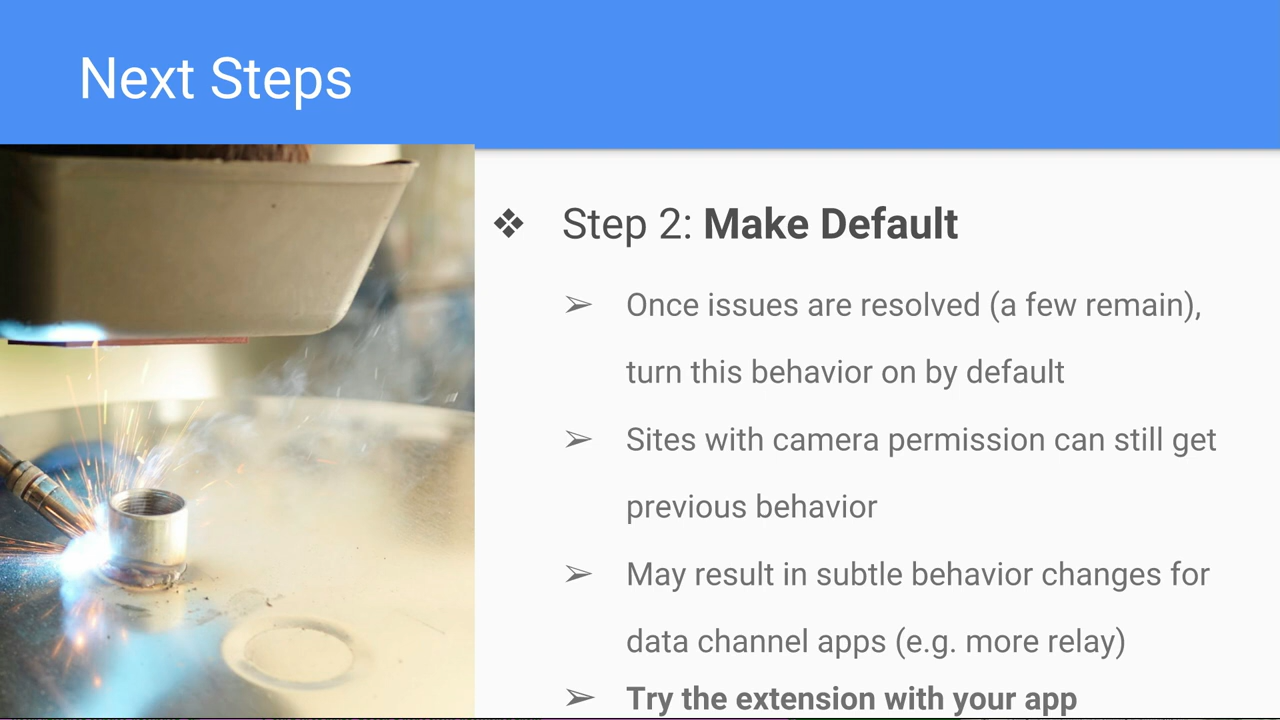 Next Steps
❖ Step 2: Make Default
➢ Once issues are resolved (a few remain),
turn this behavior on by default
➢ Sites with camera permission can still get
previous behavior
➢ May result in subtle behavior changes for
data channel apps (e.g. more relay)
➢ Try the extension with your app